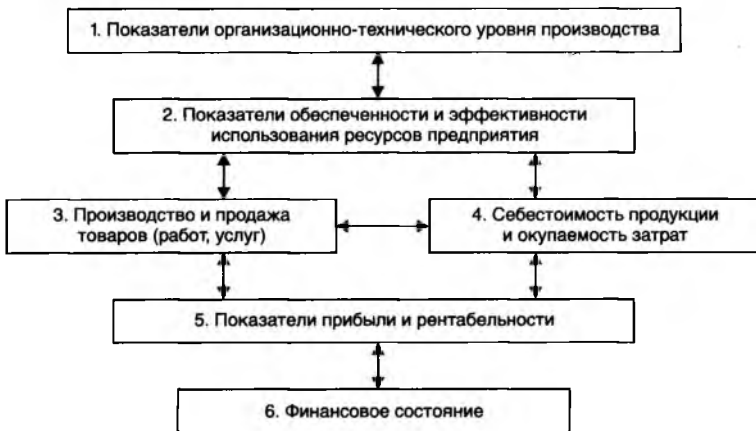 1. Показатели организационно-технического уровня производства
2. Показатели обеспеченности и эффективности
использования ресурсов предприятия
3. Производство и продажа
товаров (работ, услуг)
4. Себестоимость продукции
и окупаемость затрат
5. Показатели прибыли и рентабельности
6. Финансовое состояние